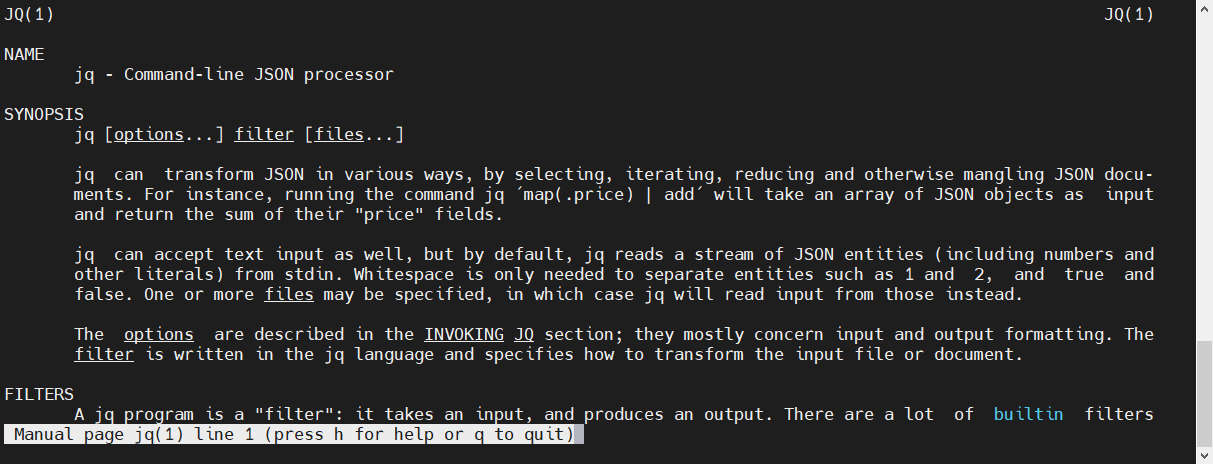 JQ(1) JQ(1)
NAME
jq - Command-line JSON processor
SYNOPSIS
jq [options...] filter [files...]
jq can transform JSON in various ways, by selecting, iterating, reducing and otherwise mangling JSON docu-
ments. For instance, running the command jq ´map(.price) | add´ will take an array of JSON objects as input
and return the sum of their "price" fields.
jq can accept text input as well, but by default, jq reads a stream of JSON entities (including numbers and
other literals) from stdin. Whitespace is only needed to separate entities such as 1 and 2, and true and
false. One or more files may be specified, in which case jq will read input from those instead.
The options are described in the INVOKING JQ section; they mostly concern input and output formatting. The
filter is written in the jq language and specifies how to transform the input file or document.
FILTERS
A jq program is a "filter": it takes an input, and produces an output. There are a lot of builtin filters
Manual page jq(1) line 1 (press h for help or q to quit)